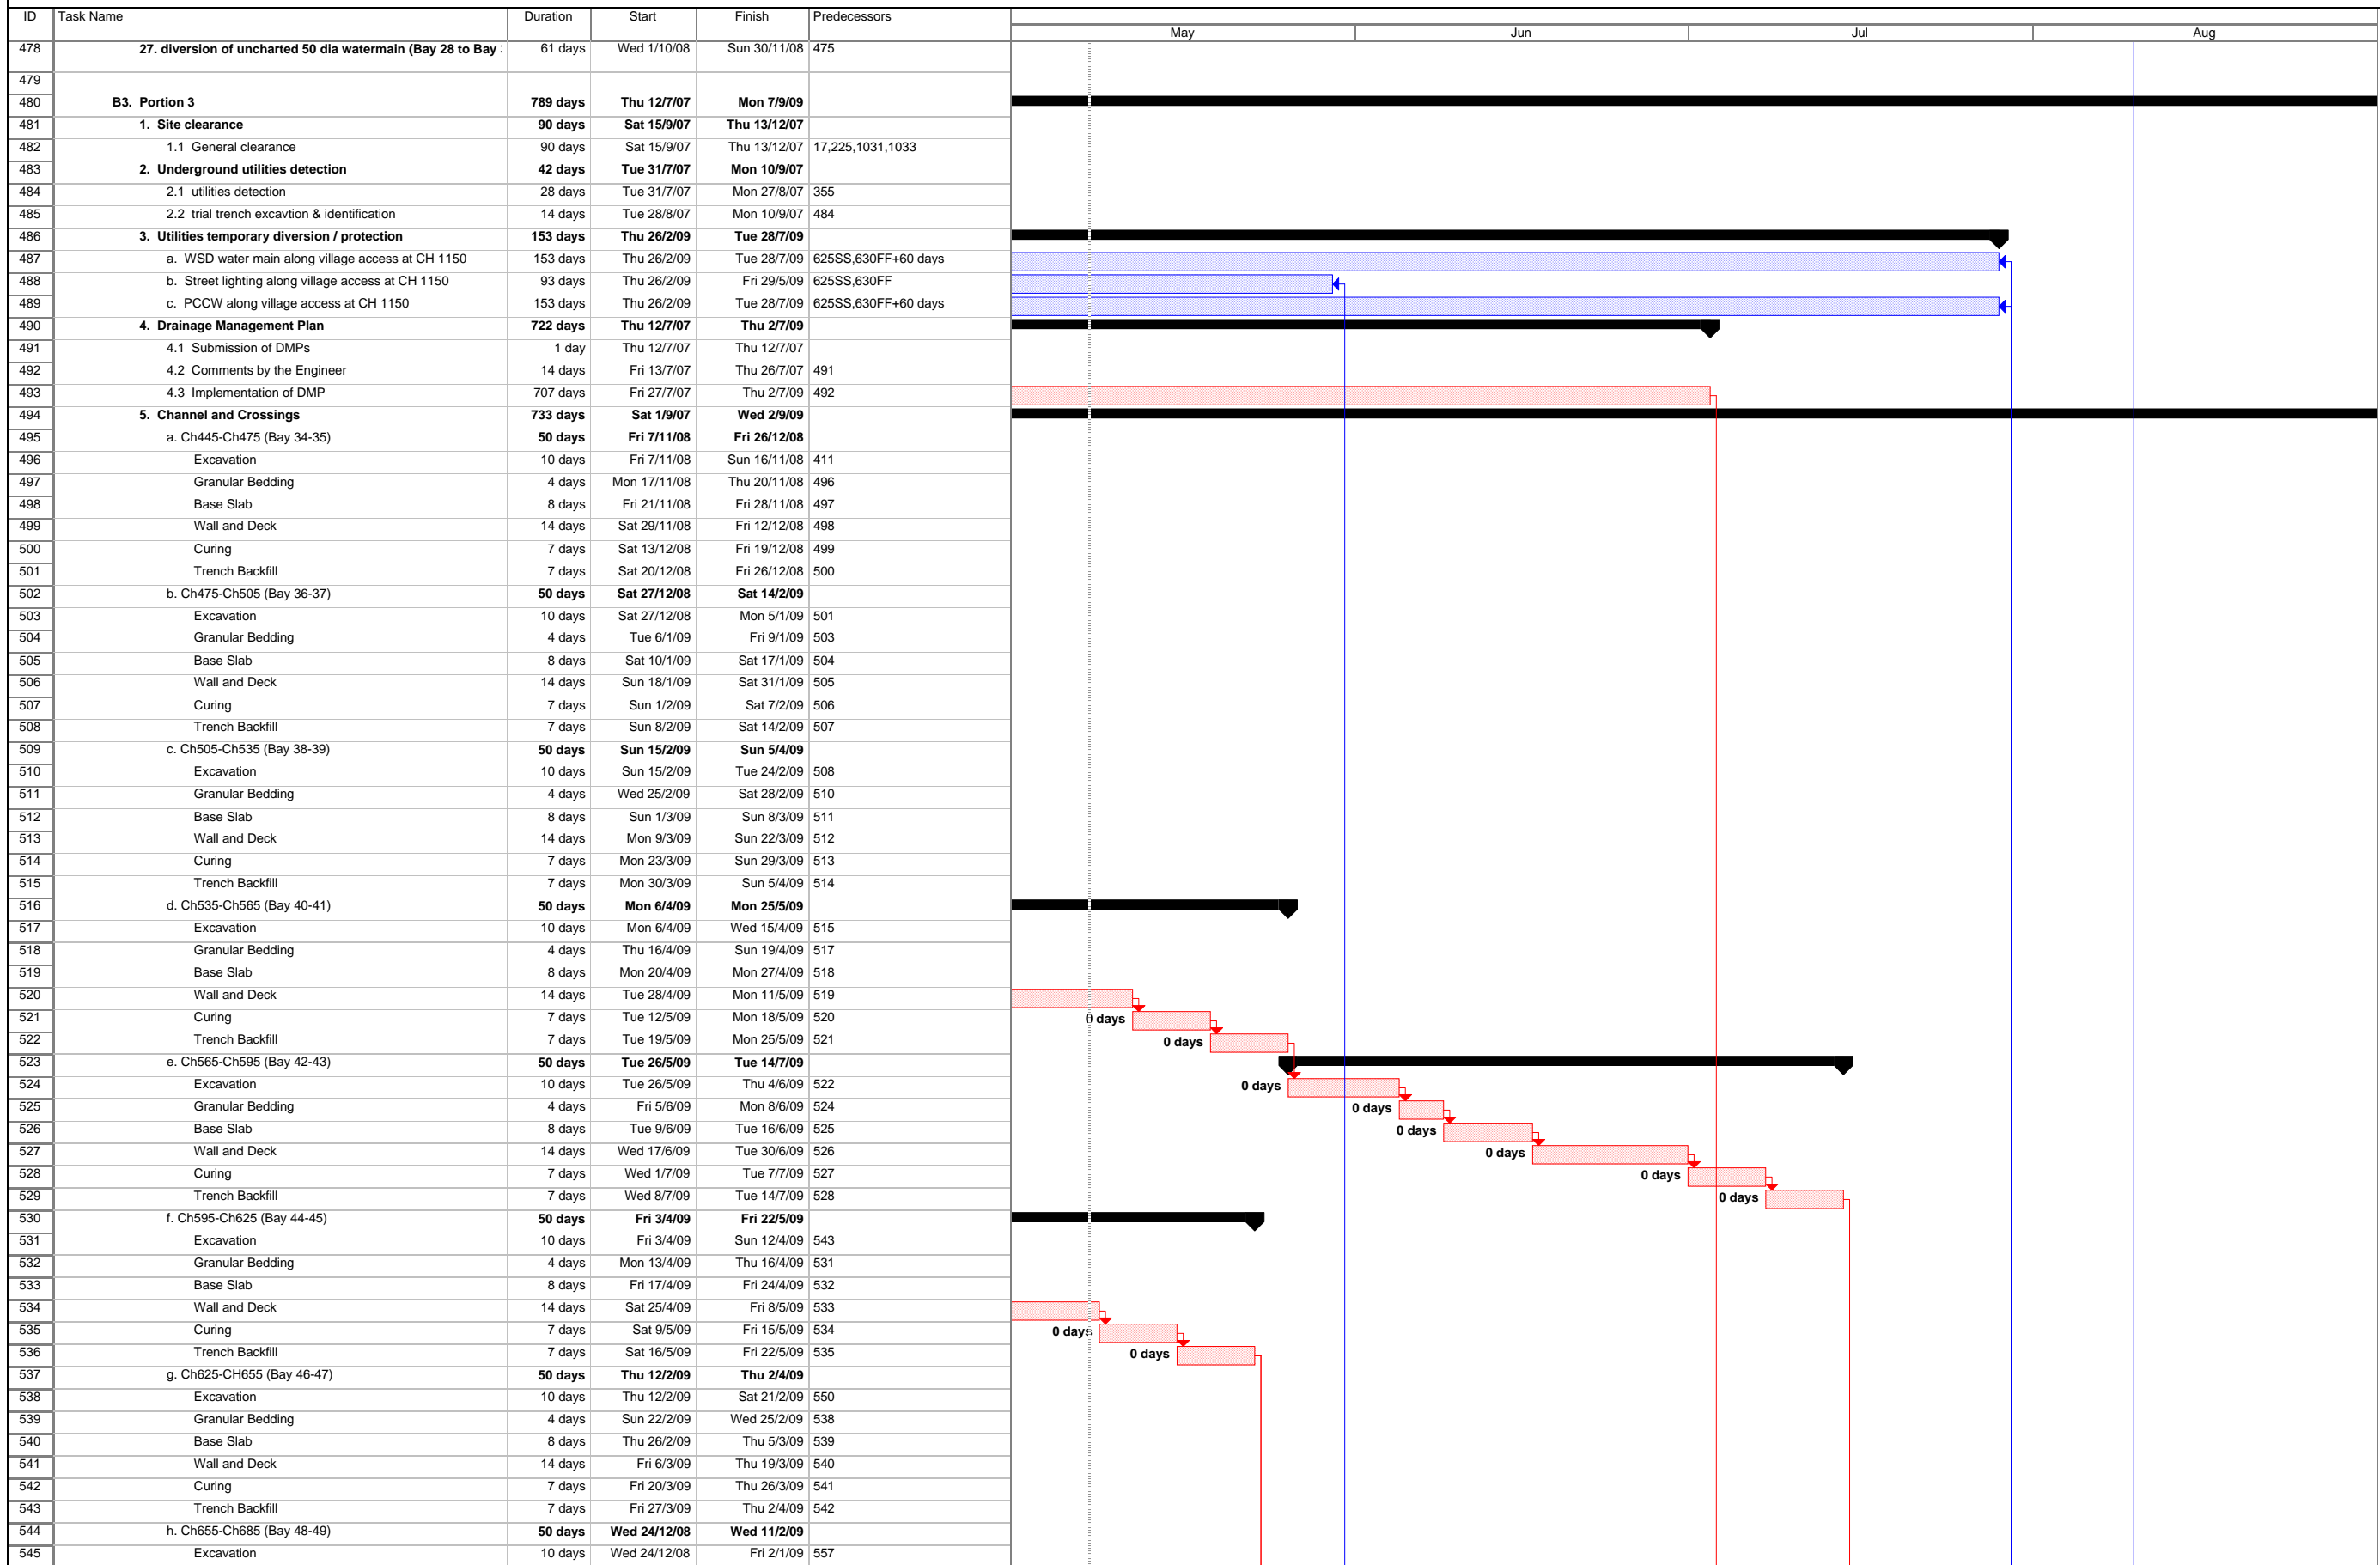 ID Task Name Duration Start Finish Predecessors
May Jun Jul Aug
478 27. diversion of uncharted 50 dia watermain (Bay 28 to Bay 61 days Wed 1/10/08 Sun 30/11/08 475
479
480 B3. Portion 3 789 days Thu 12/7/07 Mon 7/9/09
481 1. Site clearance 90 days Sat 15/9/07 Thu 13/12/07
482 1.1 General clearance 90 days Sat 15/9/07 Thu 13/12/07 17,225,1031,1033
483 2. Underground utilities detection 42 days Tue 31/7/07 Mon 10/9/07
484 2.1 utilities detection 28 days Tue 31/7/07 Mon 27/8/07 355
485 2.2 trial trench excavtion & identification 14 days Tue 28/8/07 Mon 10/9/07 484
486 3. Utilities temporary diversion / protection 153 days Thu 26/2/09 Tue 28/7/09
487 a. WSD water main along village access at CH 1150 153 days Thu 26/2/09 Tue 28/7/09 625SS,630FF+60 days
488 b. Street lighting along village access at CH 1150 93 days Thu 26/2/09 Fri 29/5/09 625SS,630FF
489 c. PCCW along village access at CH 1150 153 days Thu 26/2/09 Tue 28/7/09 625SS,630FF+60 days
490 4. Drainage Management Plan 722 days Thu 12/7/07 Thu 2/7/09
491 4.1 Submission of DMPs 1 day Thu 12/7/07 Thu 12/7/07
492 4.2 Comments by the Engineer 14 days Fri 13/7/07 Thu 26/7/07 491
493 4.3 Implementation of DMP 707 days Fri 27/7/07 Thu 2/7/09 492
494 5. Channel and Crossings 733 days Sat 1/9/07 Wed 2/9/09
495 a. Ch445-Ch475 (Bay 34-35) 50 days Fri 7/11/08 Fri 26/12/08
496 Excavation 10 days Fri 7/11/08 Sun 16/11/08 411
497 Granular Bedding 4 days Mon 17/11/08 Thu 20/11/08 496
498 Base Slab 8 days Fri 21/11/08 Fri 28/11/08 497
499 Wall and Deck 14 days Sat 29/11/08 Fri 12/12/08 498
500 Curing 7 days Sat 13/12/08 Fri 19/12/08 499
501 Trench Backfill 7 days Sat 20/12/08 Fri 26/12/08 500
502 b. Ch475-Ch505 (Bay 36-37) 50 days Sat 27/12/08 Sat 14/2/09
503 Excavation 10 days Sat 27/12/08 Mon 5/1/09 501
504 Granular Bedding 4 days Tue 6/1/09 Fri 9/1/09 503
505 Base Slab 8 days Sat 10/1/09 Sat 17/1/09 504
506 Wall and Deck 14 days Sun 18/1/09 Sat 31/1/09 505
507 Curing 7 days Sun 1/2/09 Sat 7/2/09 506
508 Trench Backfill 7 days Sun 8/2/09 Sat 14/2/09 507
509 c. Ch505-Ch535 (Bay 38-39) 50 days Sun 15/2/09 Sun 5/4/09
510 Excavation 10 days Sun 15/2/09 Tue 24/2/09 508
511 Granular Bedding 4 days Wed 25/2/09 Sat 28/2/09 510
512 Base Slab 8 days Sun 1/3/09 Sun 8/3/09 511
513 Wall and Deck 14 days Mon 9/3/09 Sun 22/3/09 512
514 Curing 7 days Mon 23/3/09 Sun 29/3/09 513
515 Trench Backfill 7 days Mon 30/3/09 Sun 5/4/09 514
516 d. Ch535-Ch565 (Bay 40-41) 50 days Mon 6/4/09 Mon 25/5/09
517 Excavation 10 days Mon 6/4/09 Wed 15/4/09 515
518 Granular Bedding 4 days Thu 16/4/09 Sun 19/4/09 517
519 Base Slab 8 days Mon 20/4/09 Mon 27/4/09 518
520 Wall and Deck 14 days Tue 28/4/09 Mon 11/5/09 519
521 Curing 7 days Tue 12/5/09 Mon 18/5/09 520 0 days
522 Trench Backfill 7 days Tue 19/5/09 Mon 25/5/09 521 0 days
523 e. Ch565-Ch595 (Bay 42-43) 50 days Tue 26/5/09 Tue 14/7/09
524 Excavation 10 days Tue 26/5/09 Thu 4/6/09 522 0 days
525 Granular Bedding 4 days Fri 5/6/09 Mon 8/6/09 524 0 days
526 Base Slab 8 days Tue 9/6/09 Tue 16/6/09 525 0 days
527 Wall and Deck 14 days Wed 17/6/09 Tue 30/6/09 526 0 days
528 Curing 7 days Wed 1/7/09 Tue 7/7/09 527 0 days
529 Trench Backfill 7 days Wed 8/7/09 Tue 14/7/09 528 0 days
530 f. Ch595-Ch625 (Bay 44-45) 50 days Fri 3/4/09 Fri 22/5/09
531 Excavation 10 days Fri 3/4/09 Sun 12/4/09 543
532 Granular Bedding 4 days Mon 13/4/09 Thu 16/4/09 531
533 Base Slab 8 days Fri 17/4/09 Fri 24/4/09 532
534 Wall and Deck 14 days Sat 25/4/09 Fri 8/5/09 533
535 Curing 7 days Sat 9/5/09 Fri 15/5/09 534 0 days
536 Trench Backfill 7 days Sat 16/5/09 Fri 22/5/09 535 0 days
537 g. Ch625-CH655 (Bay 46-47) 50 days Thu 12/2/09 Thu 2/4/09
538 Excavation 10 days Thu 12/2/09 Sat 21/2/09 550
539 Granular Bedding 4 days Sun 22/2/09 Wed 25/2/09 538
540 Base Slab 8 days Thu 26/2/09 Thu 5/3/09 539
541 Wall and Deck 14 days Fri 6/3/09 Thu 19/3/09 540
542 Curing 7 days Fri 20/3/09 Thu 26/3/09 541
543 Trench Backfill 7 days Fri 27/3/09 Thu 2/4/09 542
544 h. Ch655-Ch685 (Bay 48-49) 50 days Wed 24/12/08 Wed 11/2/09
545 Excavation 10 days Wed 24/12/08 Fri 2/1/09 557